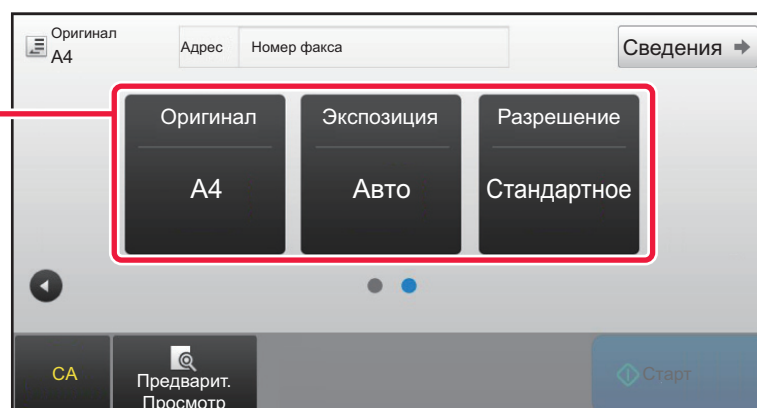 Оригинал
A4
Адрес
Номер факса
Сведения
Оригинал
Экспозиция
Разрешение
A4
Авто
Стандартное
CA
Предварит.
Просмотр
Старт